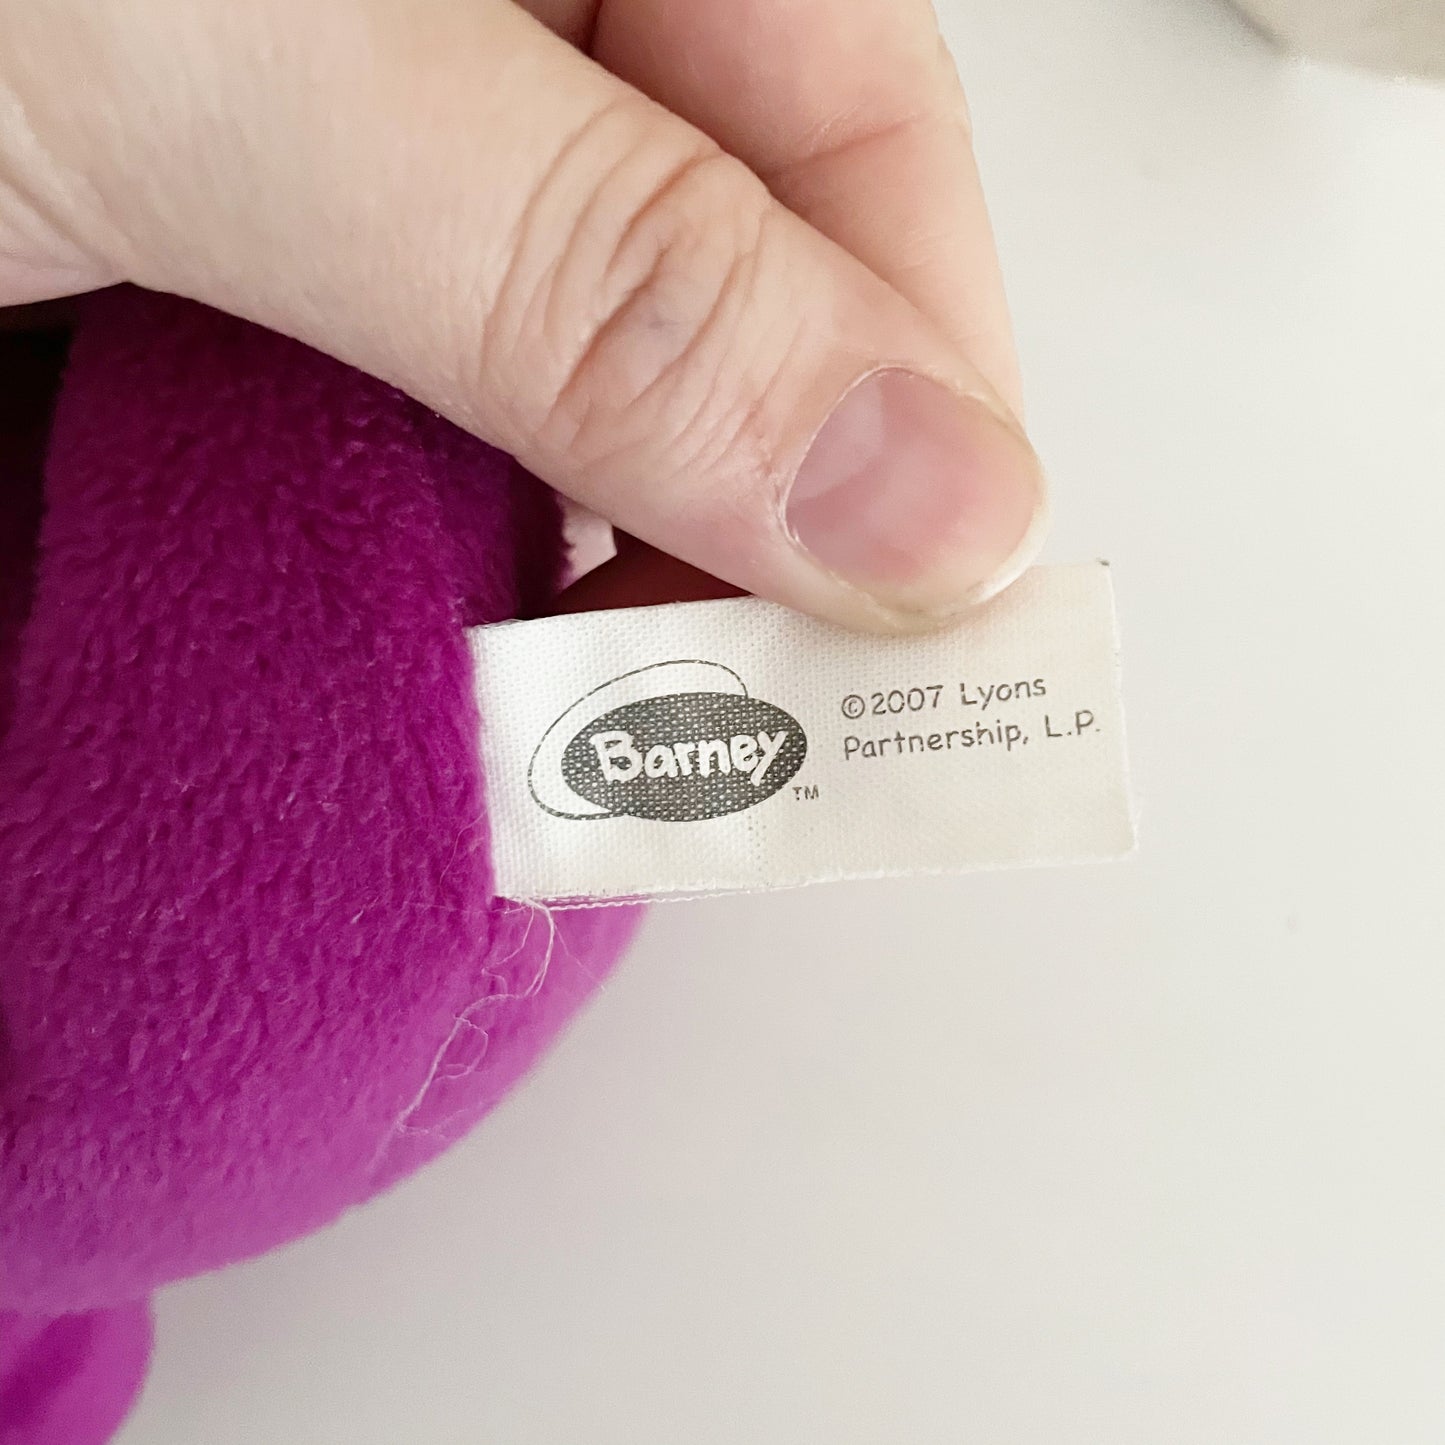 Barney
TM
©2007 Lyons
Partnership, L.P.